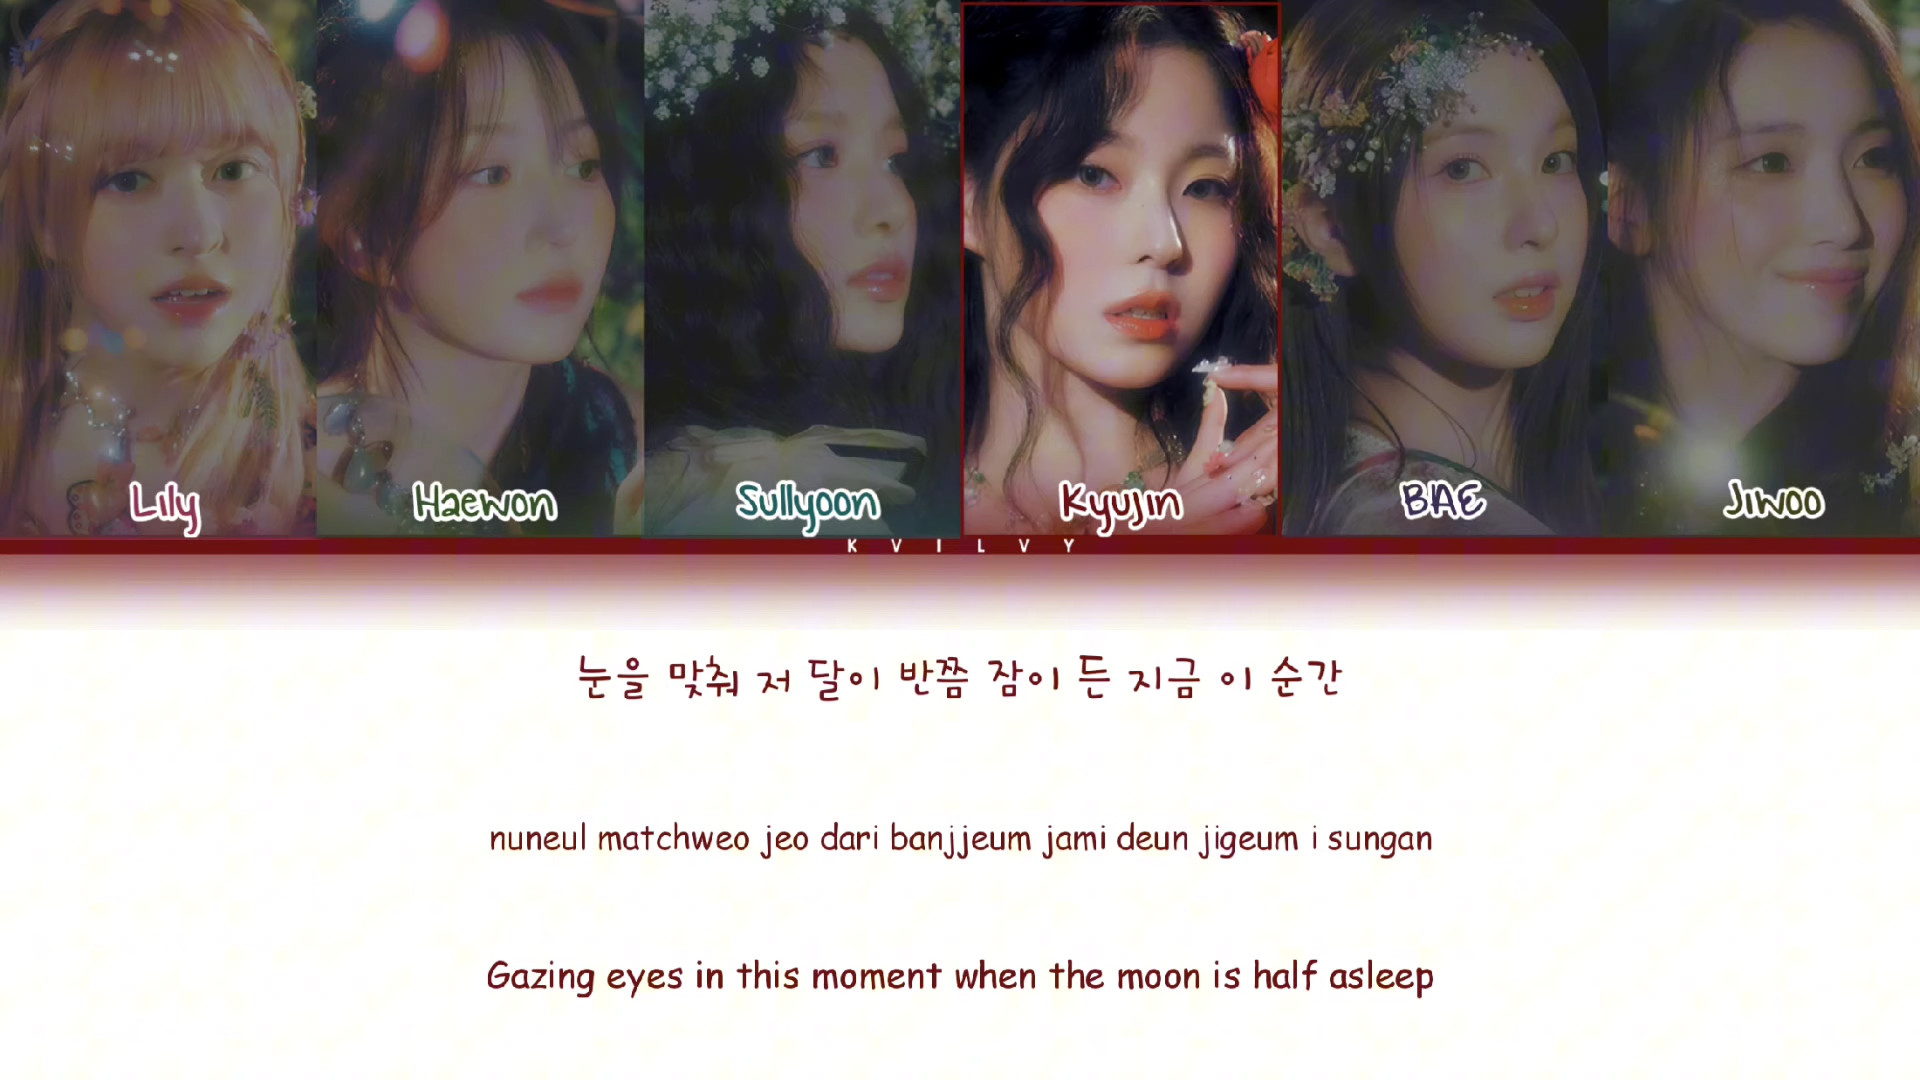 Lily Haewon Sullyoon Kyujin BAE Jiwoo
KVILVY
눈을 맞춰 저 달이 반쯤 잠이 든 지금 이 순간
nuneul matchweo jeo dari banjjeum jami deun jigeum i sungan
Gazing eyes in this moment when the moon is half asleep